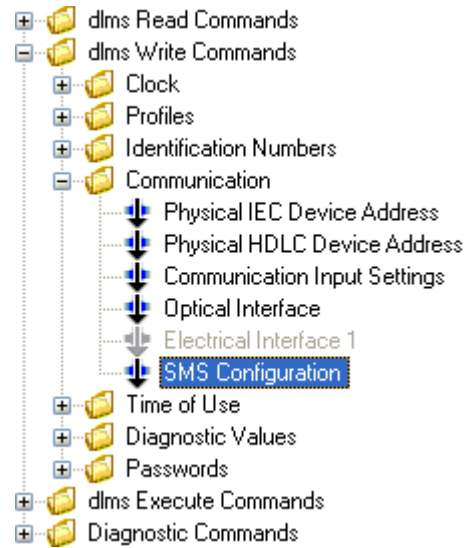 dlms Read Commands
dlms Write Commands
Clock
Profiles
Identification Numbers
Communication
Physical IEC Device Address
Physical HDLC Device Address
Communication Input Settings
Optical Interface
Electrical Interface 1
SMS Configuration
Time of Use
Diagnostic Values
Passwords
dlms Execute Commands
Diagnostic Commands